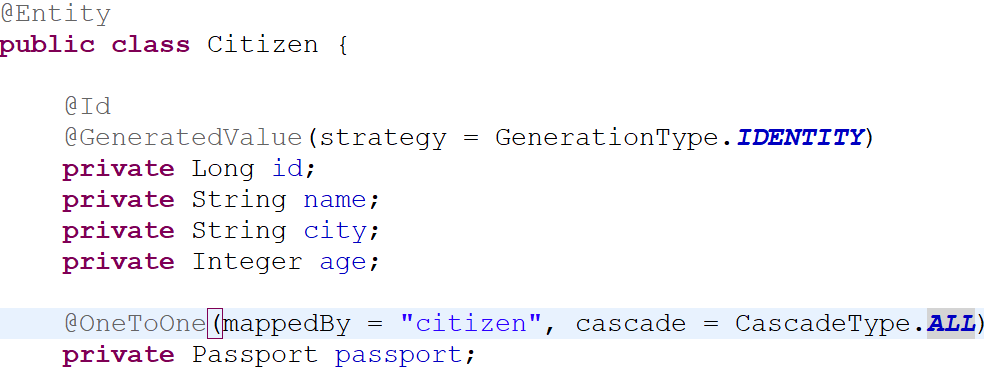 @Entity
public class Citizen {
@Id
@GeneratedValue(strategy = GenerationType.IDENTITY)
private Long id;
private String name;
private String city;
private Integer age;
@OneToOne(mappedBy = "citizen", cascade = CascadeType.ALL)
private Passport passport;